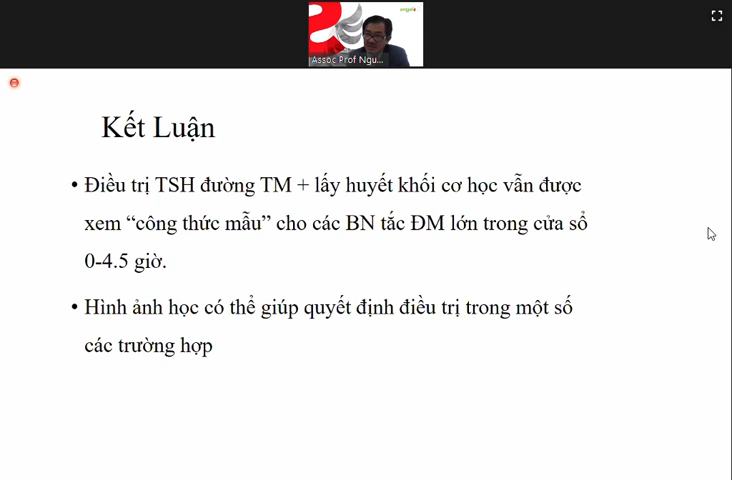 angels
Assoc Prof Ngu...
Kết Luận
• Điều trị TSH đường TM + lấy huyết khối cơ học vẫn được
xem “công thức mẫu” cho các BN tắc ĐM lớn trong cửa sổ
0-4.5 giờ.
• Hình ảnh học có thể giúp quyết định điều trị trong một số
các trường hợp